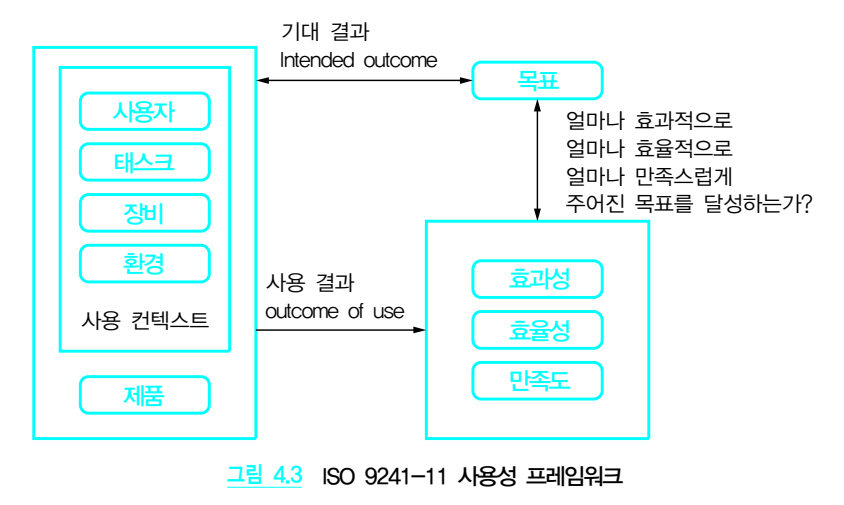 기대 결과
Intended outcome
목표
사용자
태스크
장비
환경
사용 컨텍스트
제품
얼마나 효과적으로
얼마나 효율적으로
얼마나 만족스럽게
주어진 목표를 달성하는가?
사용 결과
outcome of use
효과성
효율성
만족도
그림 4.3 ISO 9241-11 사용성 프레임워크